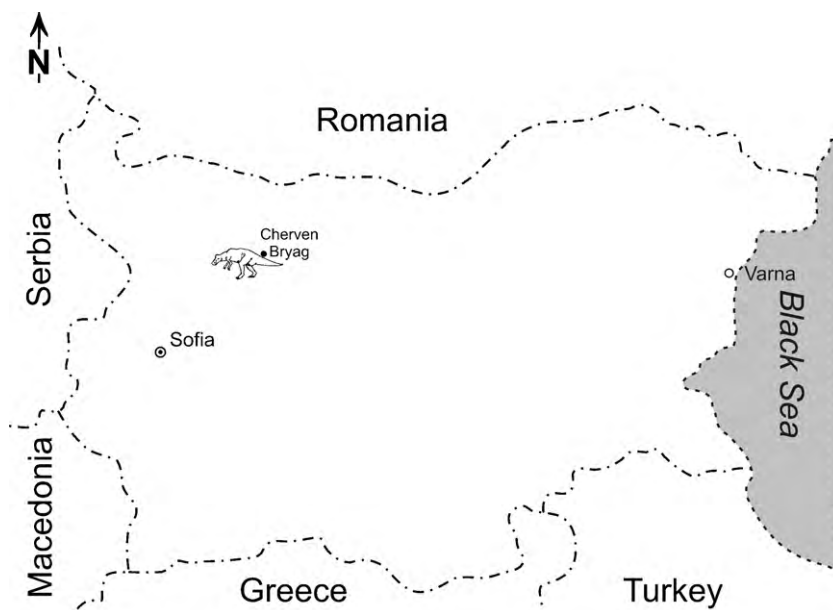 N
Romania
Serbia
Cherven
Bryag
Varna
Black Sea
Sofia
Macedonia
Greece
Turkey